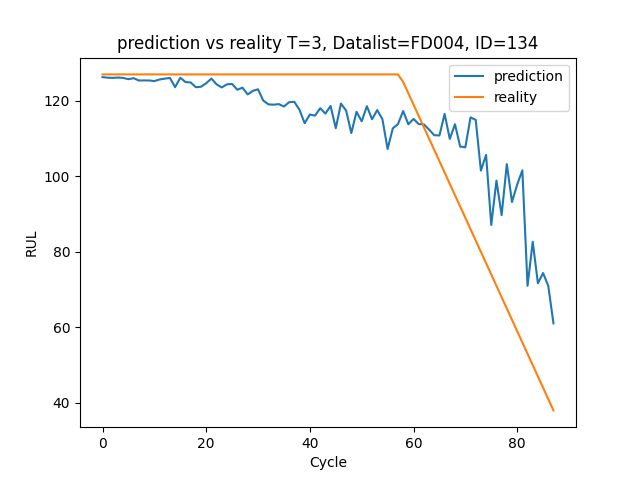 prediction vs reality T=3, Datalist=FD004, ID=134
prediction
reality
120
100
80
60
40
RUL
0 20 40 60 80
Cycle